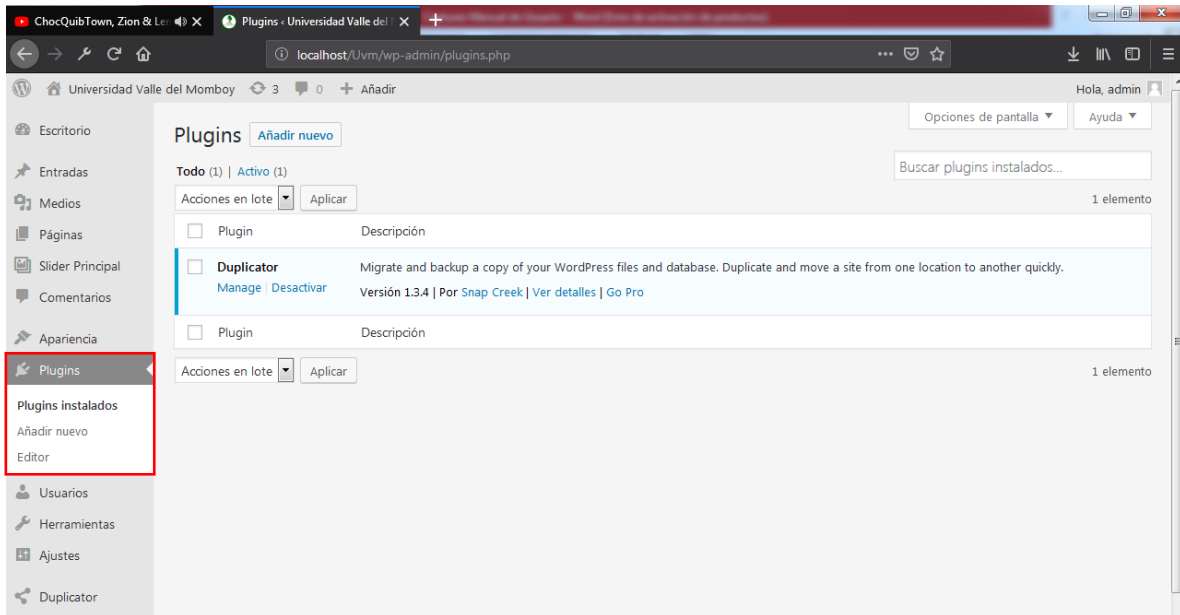 ChocQuibTown, Zion & Len
Plugins ‹ Universidad Valle del
localhost/Uvm/wp-admin/plugins.php
Universidad Valle del Momboy 3 0 + Añadir Hola, admin
Opciones de pantalla ▼ Ayuda ▼
Escritorio
Entradas
Medios
Páginas
Slider Principal
Comentarios
Apariencia
Plugins
Plugins instalados
Añadir nuevo
Editor
Usuarios
Herramientas
Ajustes
Duplicator
Plugins Añadir nuevo
Todo (1) | Activo (1)
Buscar plugins instalados...
Acciones en lote Aplicar 1 elemento
Plugin Descripción
Duplicator Migrate and backup a copy of your WordPress files and database. Duplicate and move a site from one location to another quickly.
Manage | Desactivar Versión 1.3.4 | Por Snap Creek | Ver detalles | Go Pro
Plugin Descripción
Acciones en lote Aplicar 1 elemento